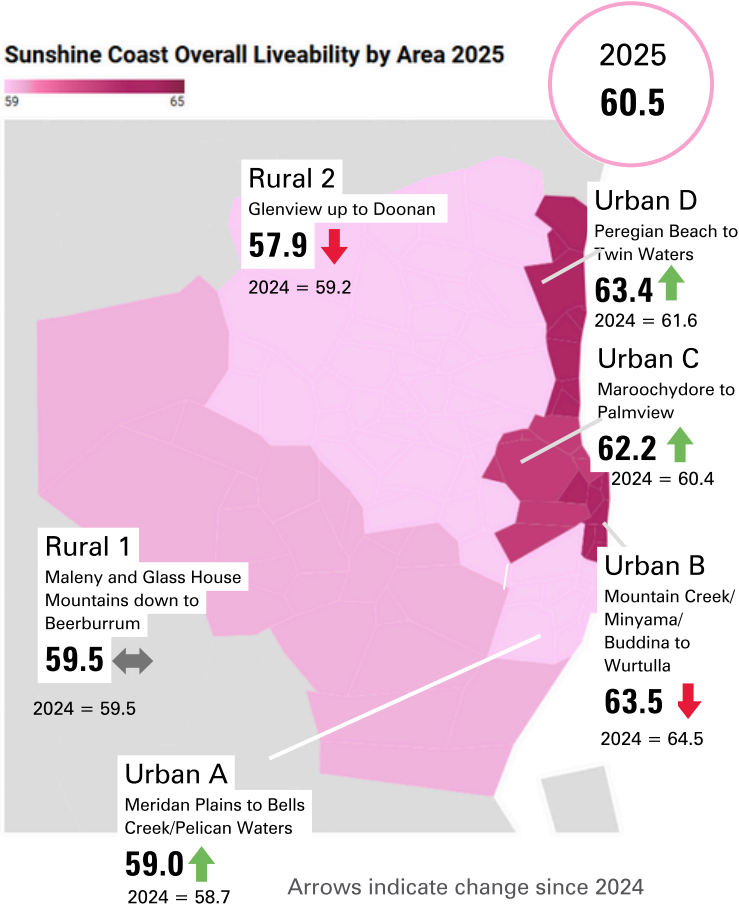 Sunshine Coast Overall Liveability by Area 2025
59
65
2025
60.5
Rural 2
Glenview up to Doonan
57.9
2024 = 59.2
Urban D
Peregian Beach to
Twin Waters
63.4
2024 = 61.6
Urban C
Maroochydore to
Palmview
62.2
2024 = 60.4
Rural 1
Maleny and Glass House
Mountains down to
Beerburrum
59.5
2024 = 59.5
Urban B
Mountain Creek/
Minyama/
Buddina to
Wurtulla
63.5
2024 = 64.5
Urban A
Meridan Plains to Bells
Creek/Pelican Waters
59.0
2024 = 58.7
Arrows indicate change since 2024